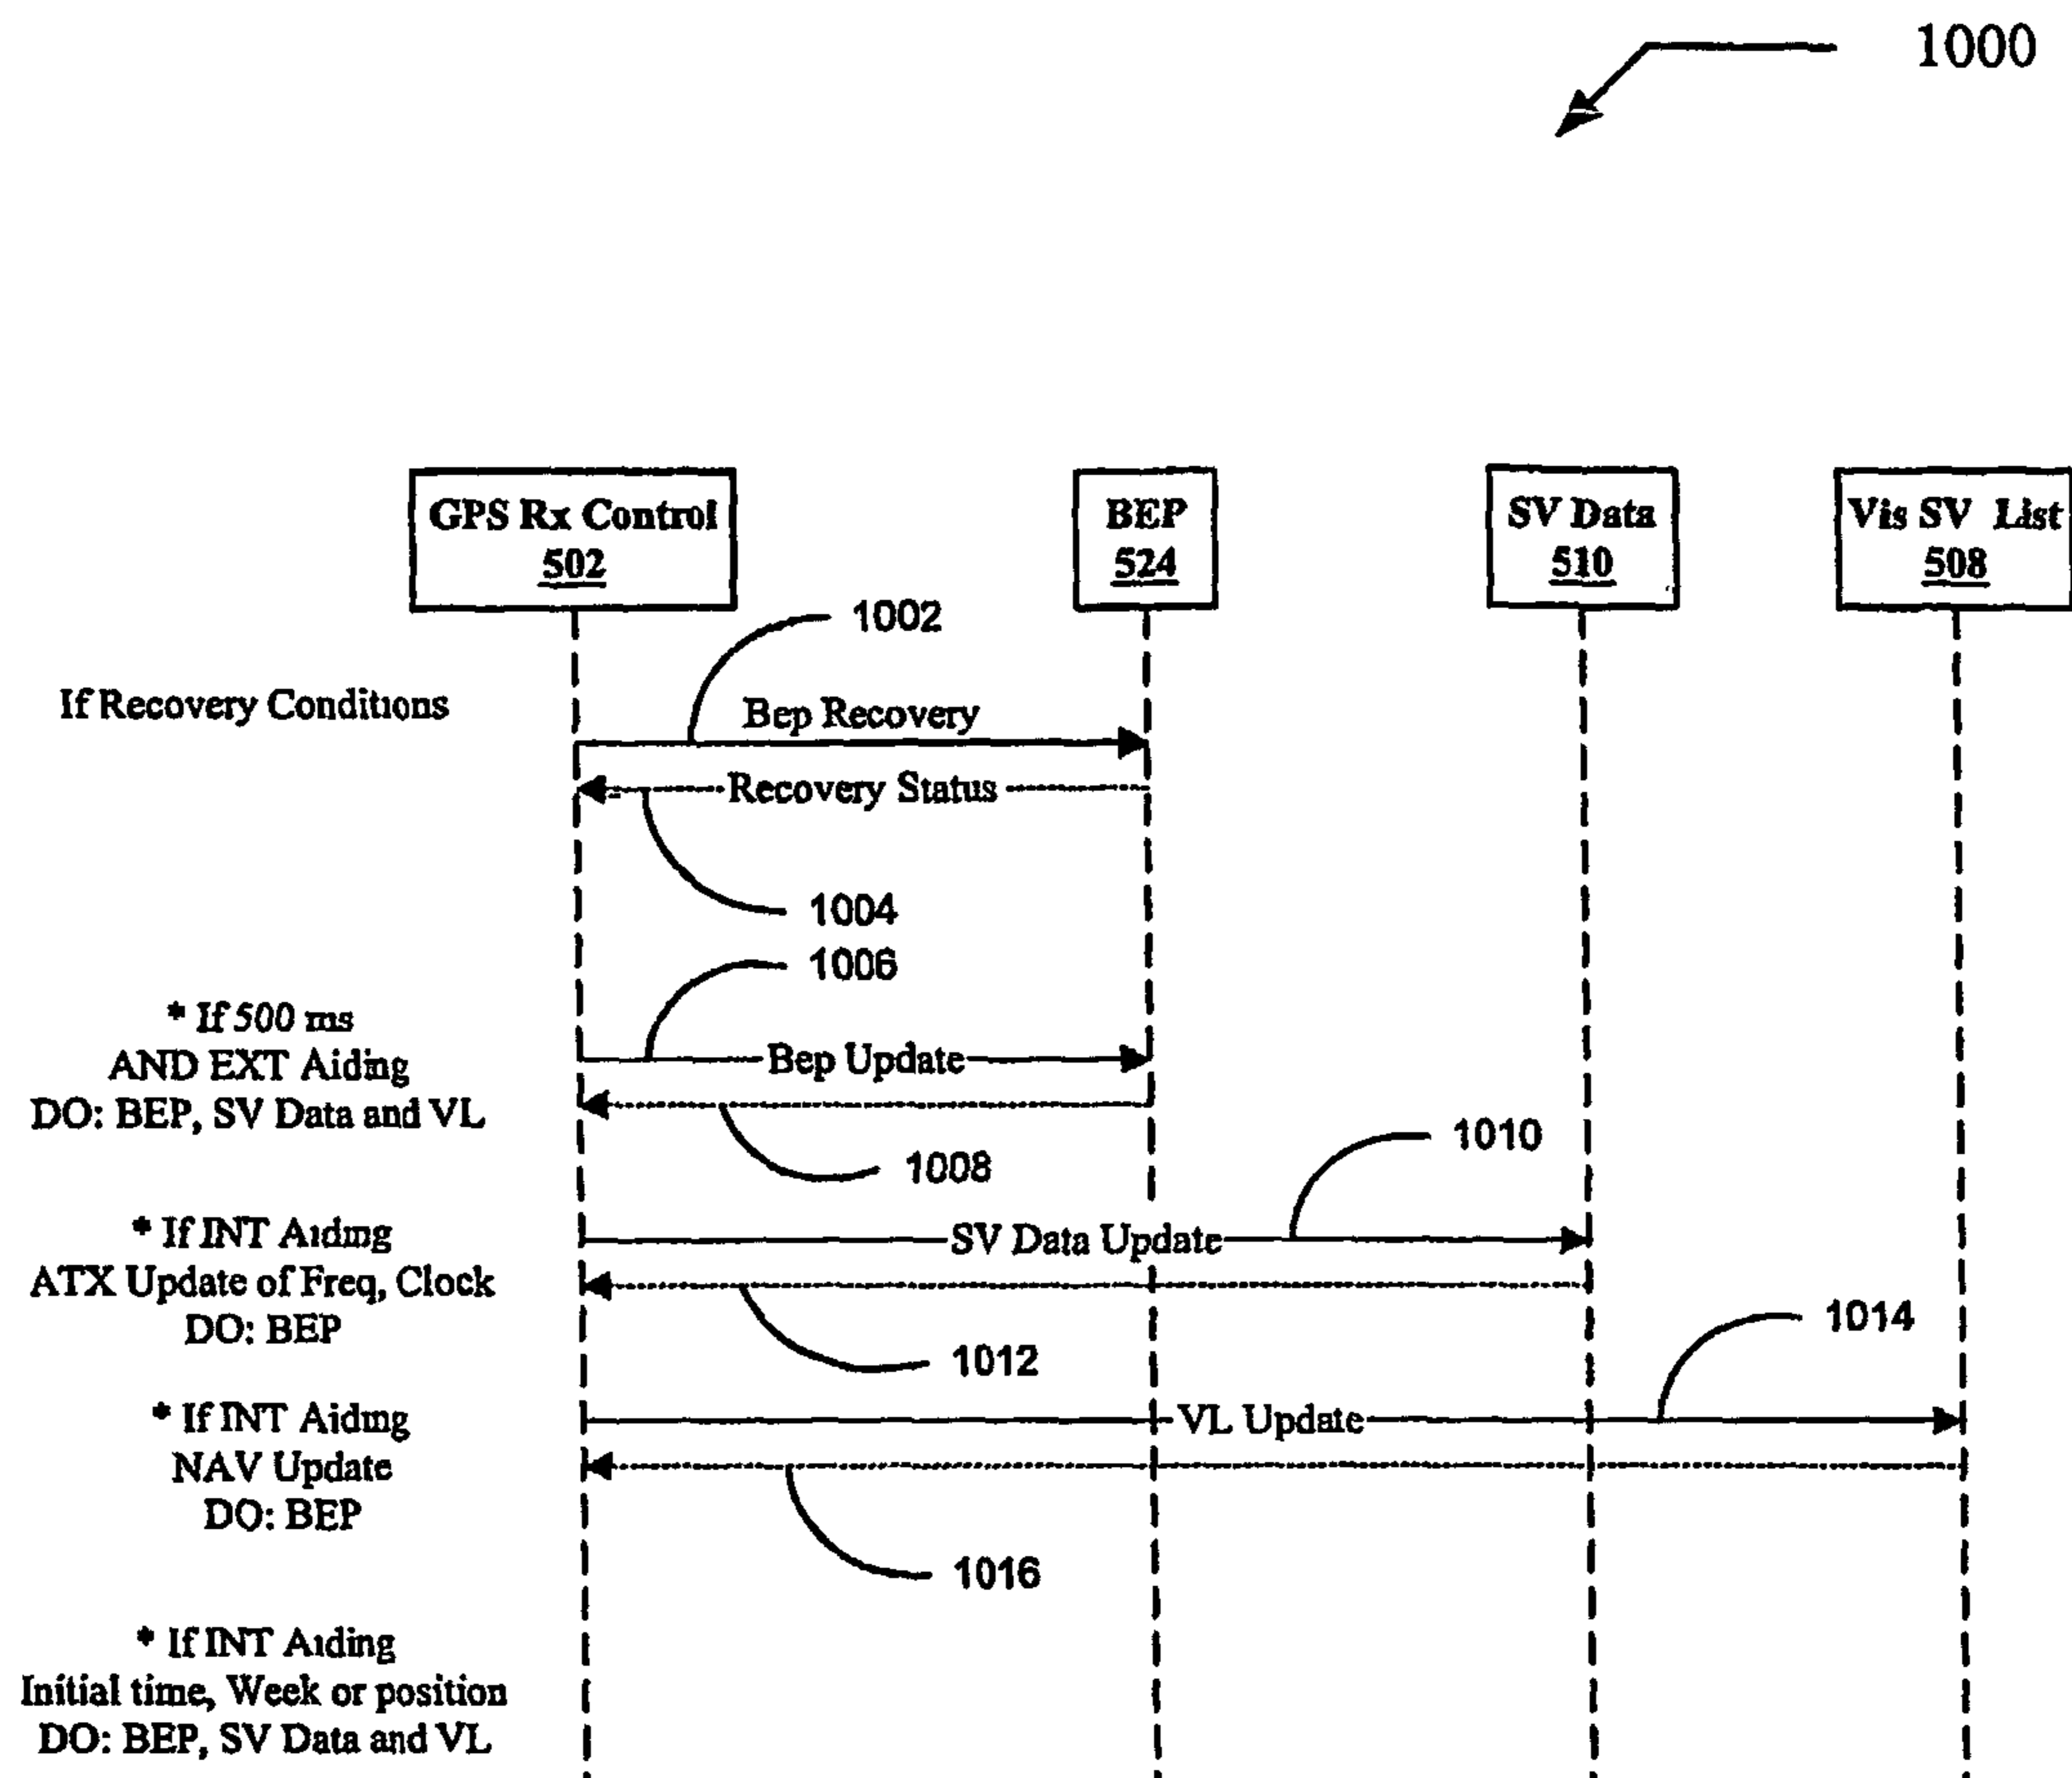 1000
GPS Rx Control
502
BEP
524
SV Data
510
Vis SV List
508
1002
If Recovery Conditions
Bep Recovery
Recovery Status
1004
1006
* If 500 ms
AND EXT Aiding
DO: BEP, SV Data and VL
Bep Update
1008
1010
* If INT Aiding
ATX Update of Freq, Clock
DO: BEP
SV Data Update
1012
1014
* If INT Aiding
NAV Update
DO: BEP
VL Update
1016
* If INT Aiding
Initial time, Week or position
DO: BEP, SV Data and VL